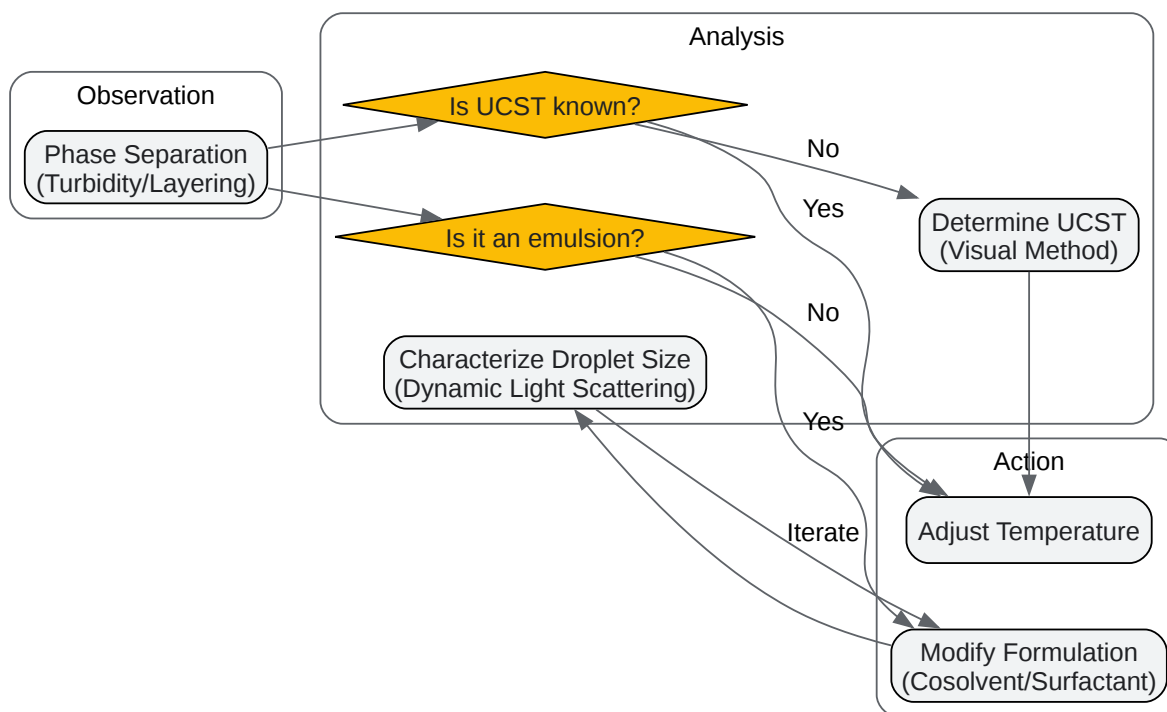 Analysis
Observation
Is UCST known?
Phase Separation
(Turbidity/Layering)
No
Yes
Determine UCST
(Visual Method)
Is it an emulsion?
No
Characterize Droplet Size
(Dynamic Light Scattering)
Yes
Action
Iterate
Adjust Temperature
Modify Formulation
(Cosolvent/Surfactant)